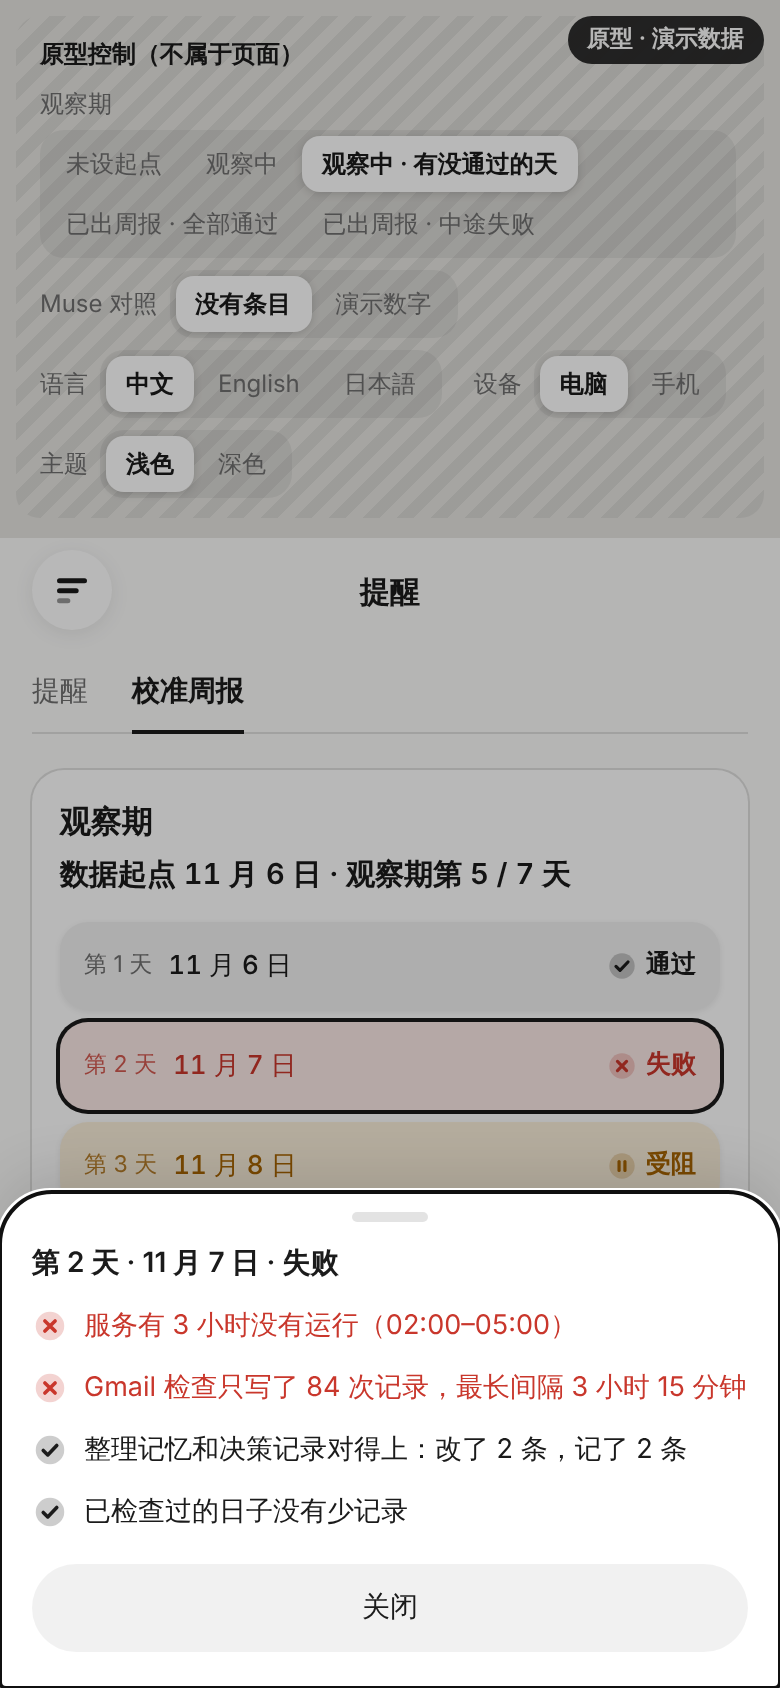 原型控制（不属于页面）
原型 · 演示数据
观察期
未设起点 观察中 观察中 · 有没通过的天
已出周报 · 全部通过 已出周报 · 中途失败
Muse 对照 没有条目 演示数字
语言 中文 English 日本語 设备 电脑 手机
主题 浅色 深色
提醒
提醒 校准周报
观察期
数据起点 11 月 6 日 · 观察期第 5 / 7 天
第 1 天 11 月 6 日 通过
第 2 天 11 月 7 日 失败
第 3 天 11 月 8 日 受阻
第 2 天 · 11 月 7 日 · 失败
服务有 3 小时没有运行（02:00–05:00）
Gmail 检查只写了 84 次记录，最长间隔 3 小时 15 分钟
整理记忆和决策记录对得上：改了 2 条，记了 2 条
已检查过的日子没有少记录
关闭